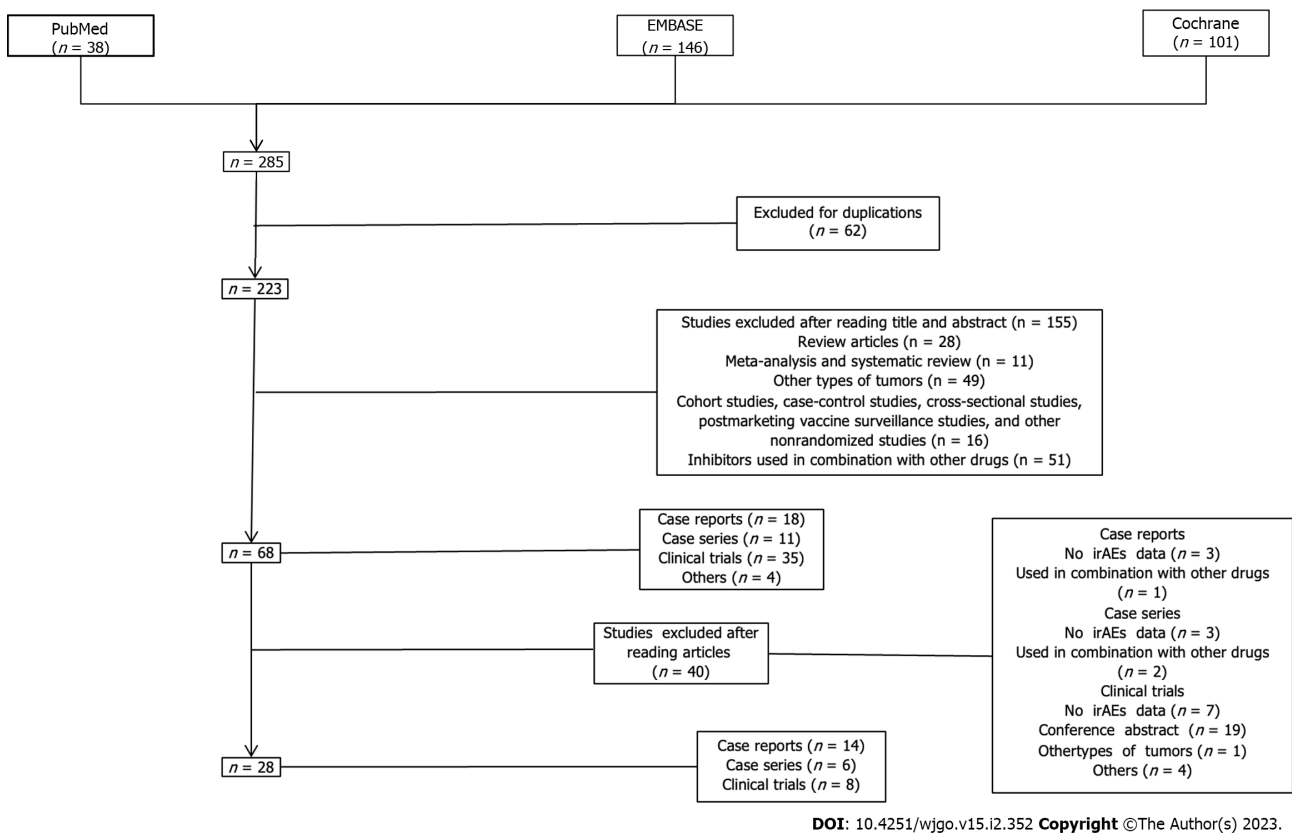 PubMed
(n = 38)
EMBASE
(n = 146)
Cochrane
(n = 101)
n = 285
Excluded for duplications
(n = 62)
n = 223
Studies excluded after reading title and abstract (n = 155)
Review articles (n = 28)
Meta-analysis and systematic review (n = 11)
Other types of tumors (n = 49)
Cohort studies, case-control studies, cross-sectional studies,
postmarketing vaccine surveillance studies, and other
nonrandomized studies (n = 16)
Inhibitors used in combination with other drugs (n = 51)
n = 68
Case reports (n = 18)
Case series (n = 11)
Clinical trials (n = 35)
Others (n = 4)
Studies excluded after
reading articles
(n = 40)
Case reports
No irAEs data (n = 3)
Used in combination with other drugs
(n = 1)
Case series
No irAEs data (n = 3)
Used in combination with other drugs
(n = 2)
Clinical trials
No irAEs data (n = 7)
Conference abstract (n = 19)
Othertypes of tumors (n = 1)
Others (n = 4)
n = 28
Case reports (n = 14)
Case series (n = 6)
Clinical trials (n = 8)
DOI: 10.4251/wjgo.v15.i2.352 Copyright ©The Author(s) 2023.